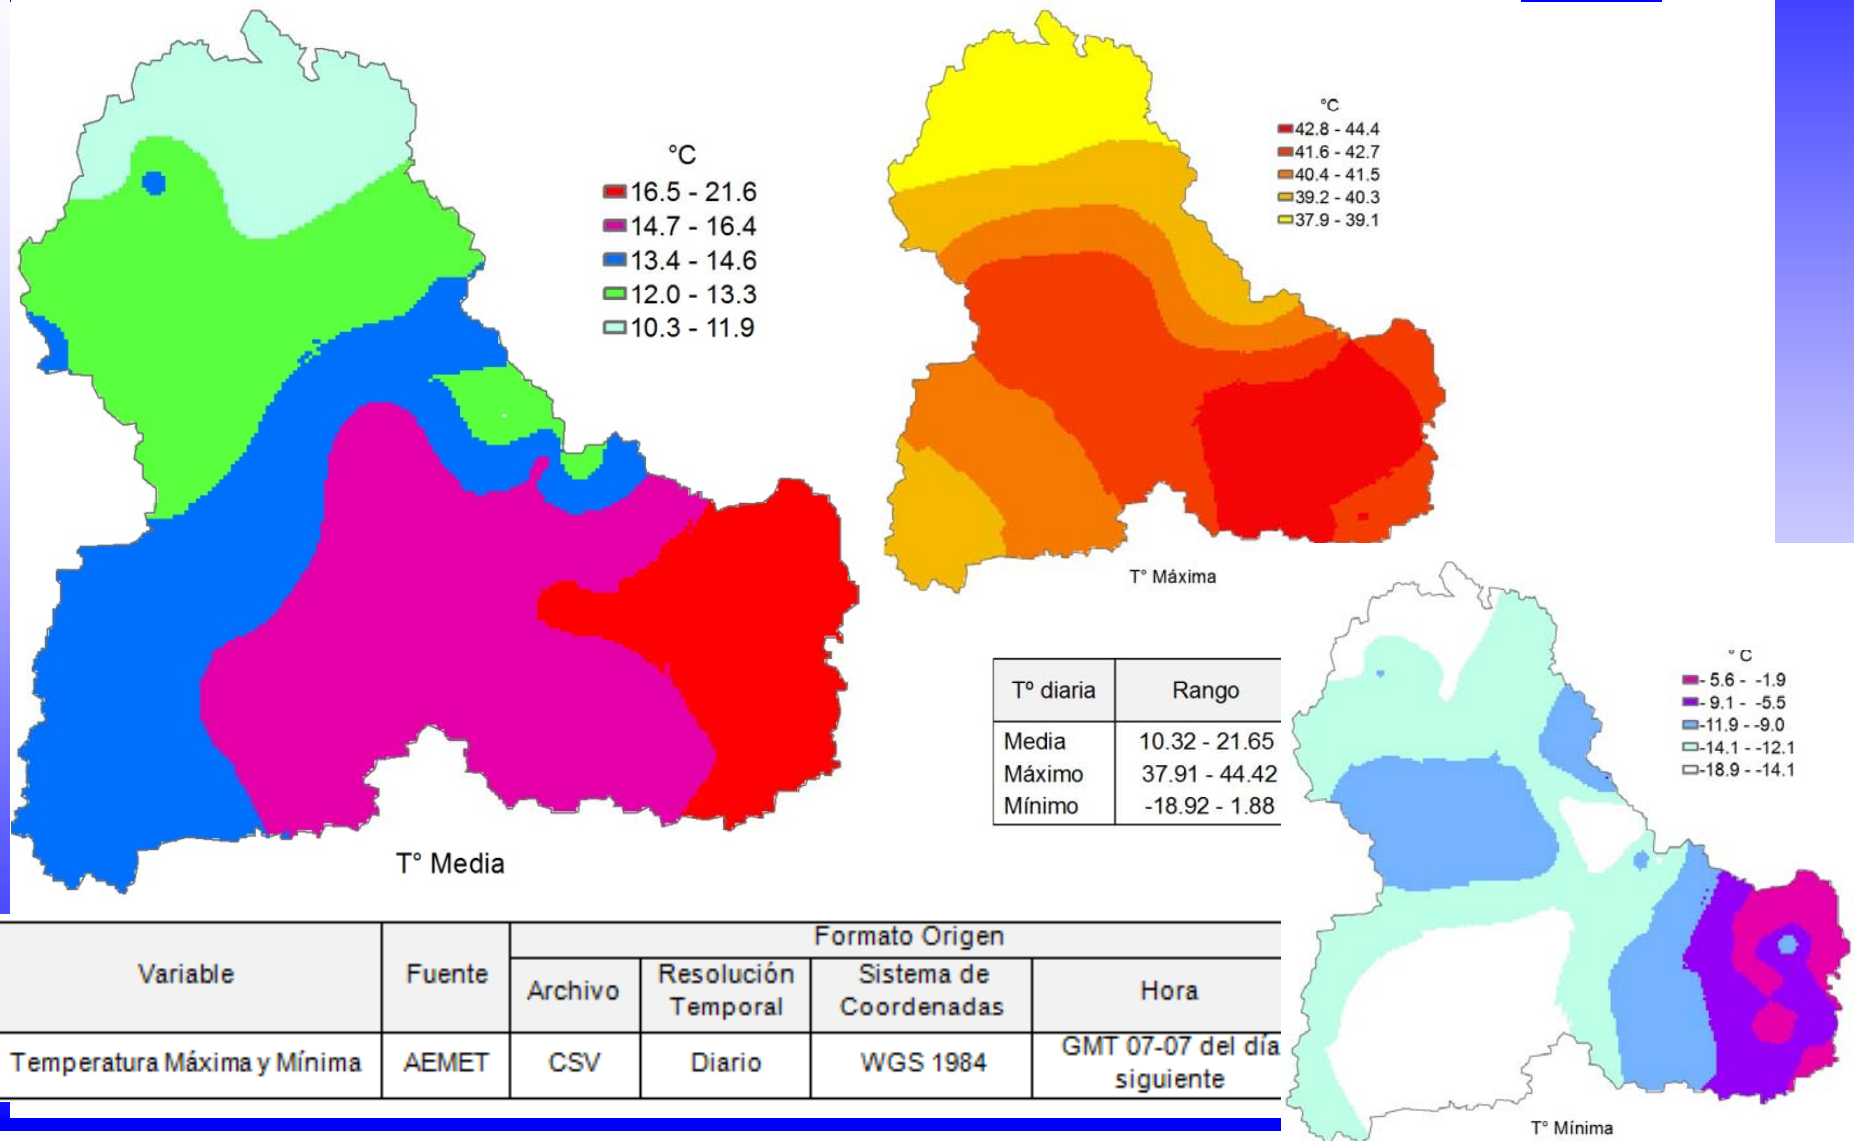 °C
16.5 - 21.6
14.7 - 16.4
13.4 - 14.6
12.0 - 13.3
10.3 - 11.9
T° Media
°C
42.8 - 44.4
41.6 - 42.7
40.4 - 41.5
39.2 - 40.3
37.9 - 39.1
T° Máxima
Tº diaria Rango
Media 10.32 - 21.65
Máximo 37.91 - 44.42
Mínimo -18.92 - 1.88
° C
- 5.6 - -1.9
- 9.1 - -5.5
-11.9 - -9.0
-14.1 - -12.1
-18.9 - -14.1
T° Mínima
Formato Origen
Variable Fuente Archivo Resolución Temporal Sistema de Coordenadas Hora
Temperatura Máxima y Mínima AEMET CSV Diario WGS 1984 GMT 07-07 del día siguiente